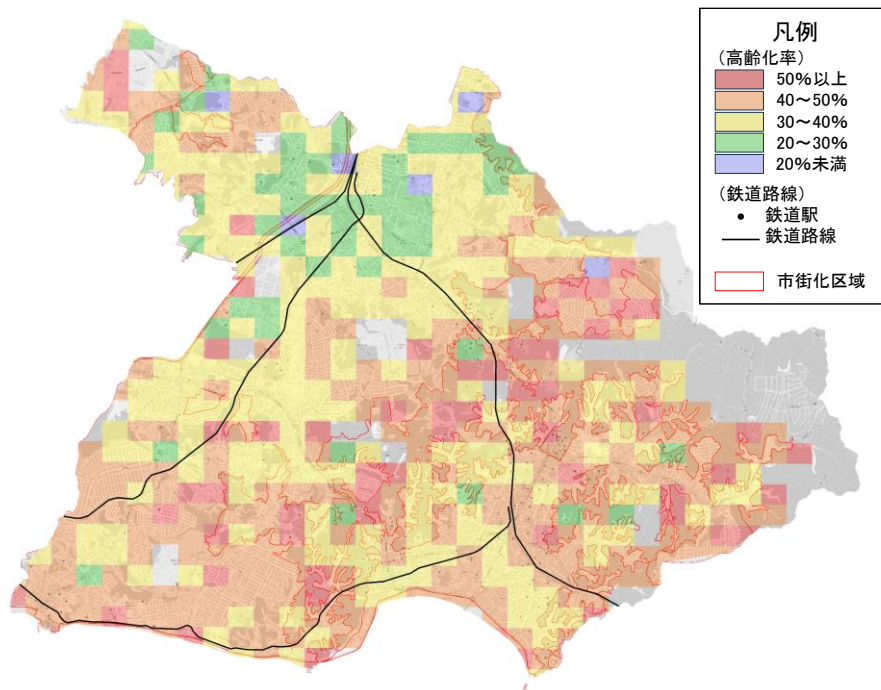 凡例
（高齢化率）
50%以上
40～50%
30～40%
20～30%
20%未満
（鉄道路線）
鉄道駅
鉄道路線
市街化区域